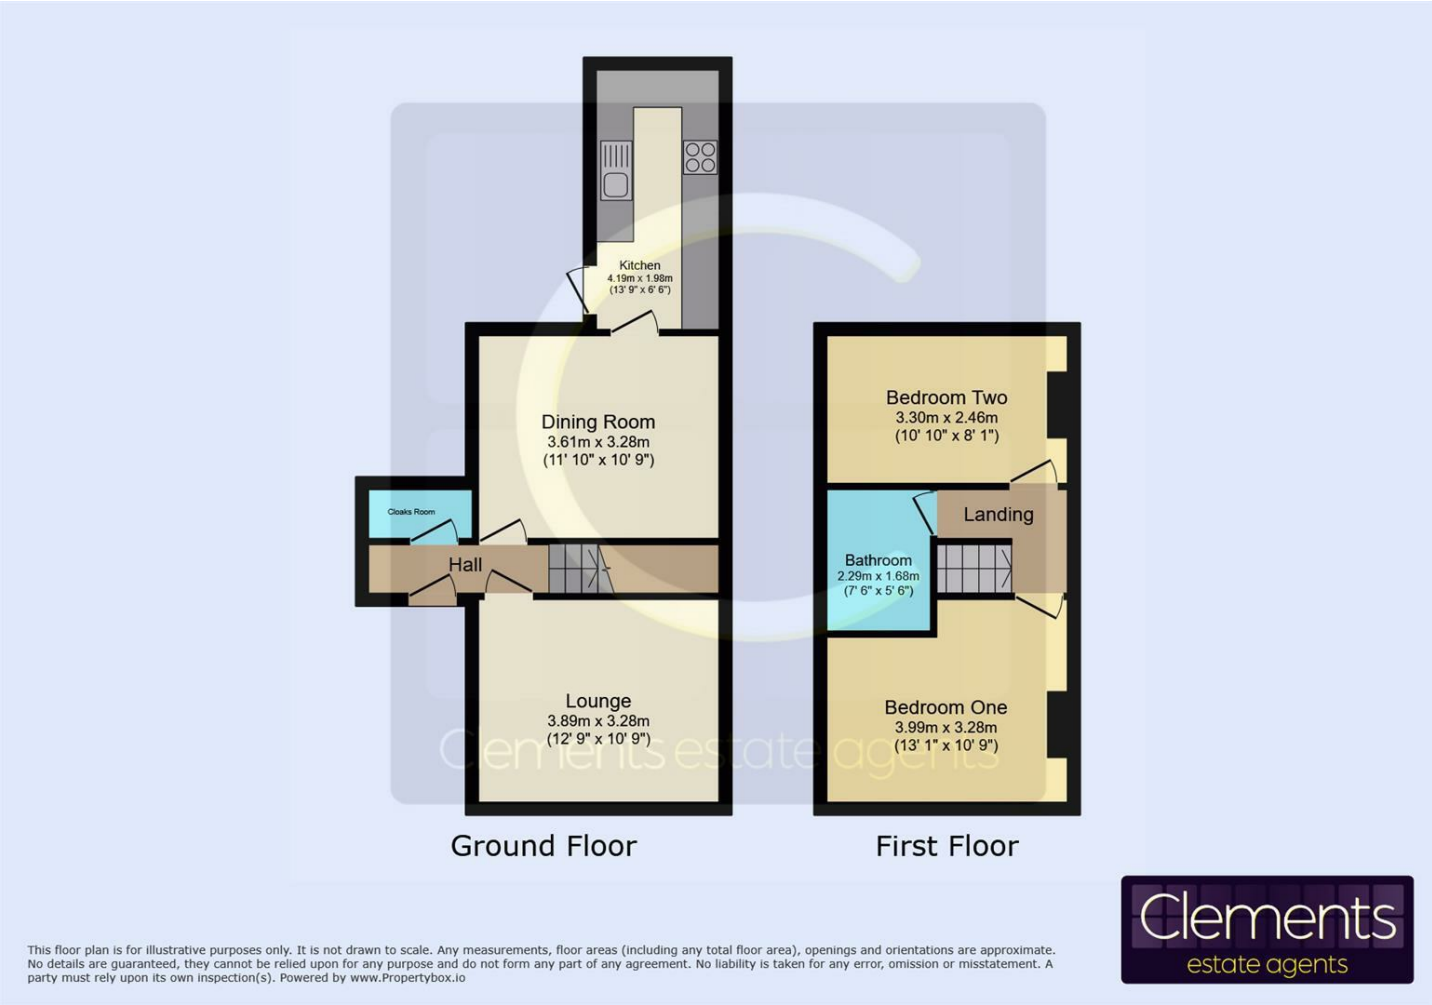 Kitchen
4.19m x 1.98m
(13' 9" x 6' 6")
Dining Room
3.61m x 3.28m
(11' 10" x 10' 9")
Cloaks Room
Hall
Lounge
3.89m x 3.28m
(12' 9" x 10' 9")
Ground Floor
Bedroom Two
3.30m x 2.46m
(10' 10" x 8' 1")
Landing
Bathroom
2.29m x 1.68m
(7' 6" x 5' 6")
Bedroom One
3.99m x 3.28m
(13' 1" x 10' 9")
First Floor
Clements estate agents
Clements
estate agents
This floor plan is for illustrative purposes only. It is not drawn to scale. Any measurements, floor areas (including any total floor area), openings and orientations are approximate.
No details are guaranteed, they cannot be relied upon for any purpose and do not form any part of any agreement. No liability is taken for any error, omission or misstatement. A
party must rely upon its own inspection(s). Powered by www.Propertybox.io